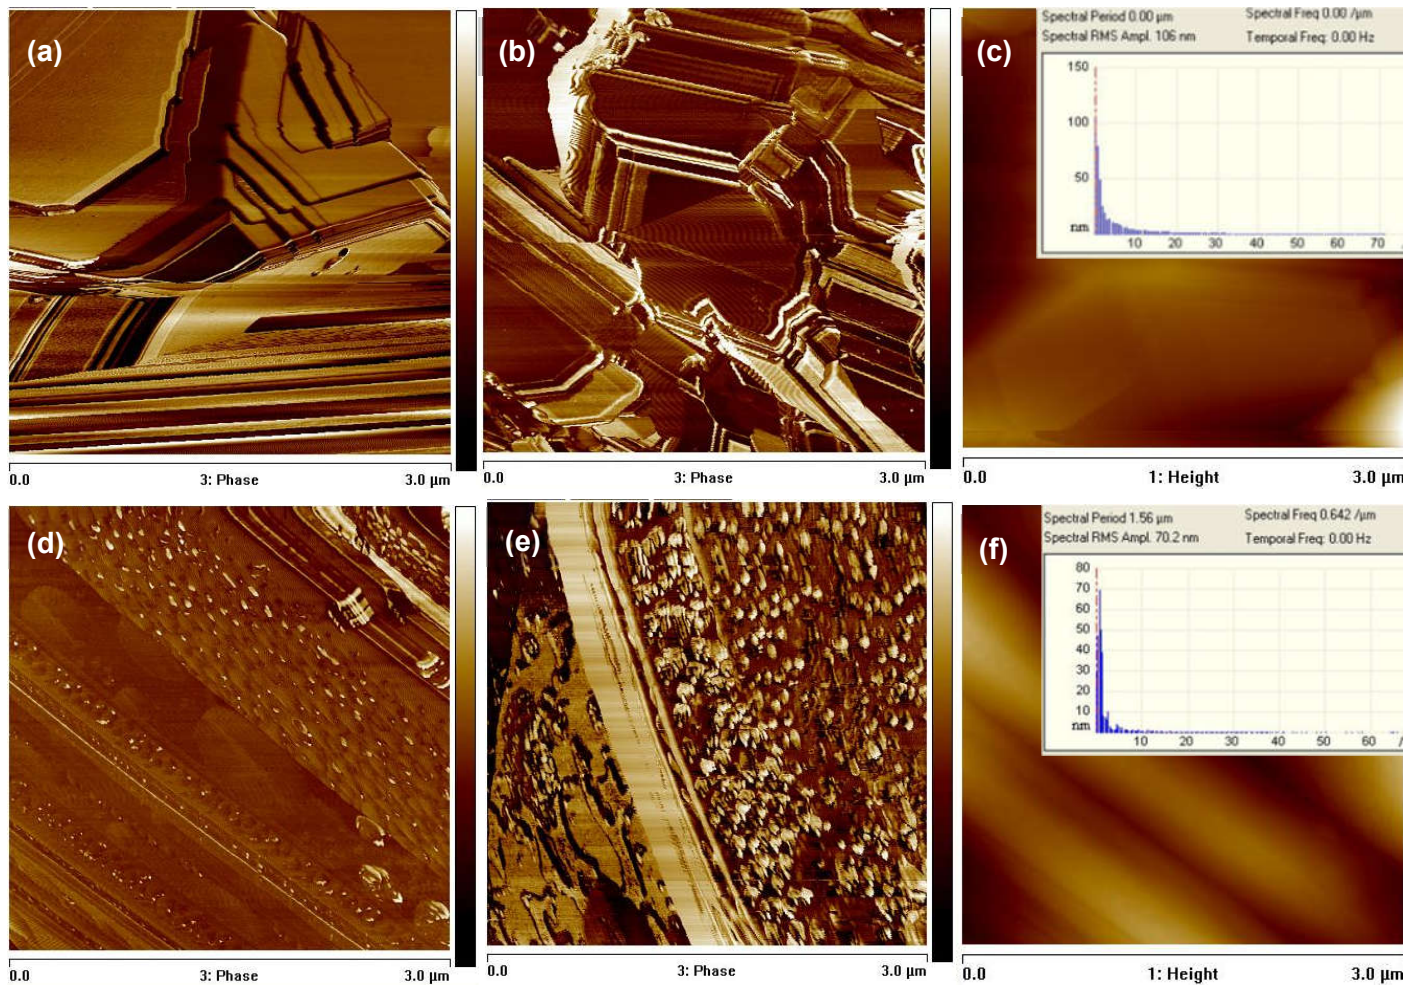 (a)
0.0 3: Phase 3.0 µm
(b)
0.0 3: Phase 3.0 µm
(c)
Spectral Period 0.00 µm Spectral Freq 0.00 /µm
Spectral RMS Ampl. 106 nm Temporal Freq: 0.00 Hz
150
100
50
nm
10 20 30 40 50 60 70 /
0.0 1: Height 3.0 µm
(d)
0.0 3: Phase 3.0 µm
(e)
0.0 3: Phase 3.0 µm
(f)
Spectral Period 1.56 µm Spectral Freq 0.642 /µm
Spectral RMS Ampl. 70.2 nm Temporal Freq: 0.00 Hz
80
70
60
50
40
30
20
10
nm
10 20 30 40 50 60 /
0.0 1: Height 3.0 µm